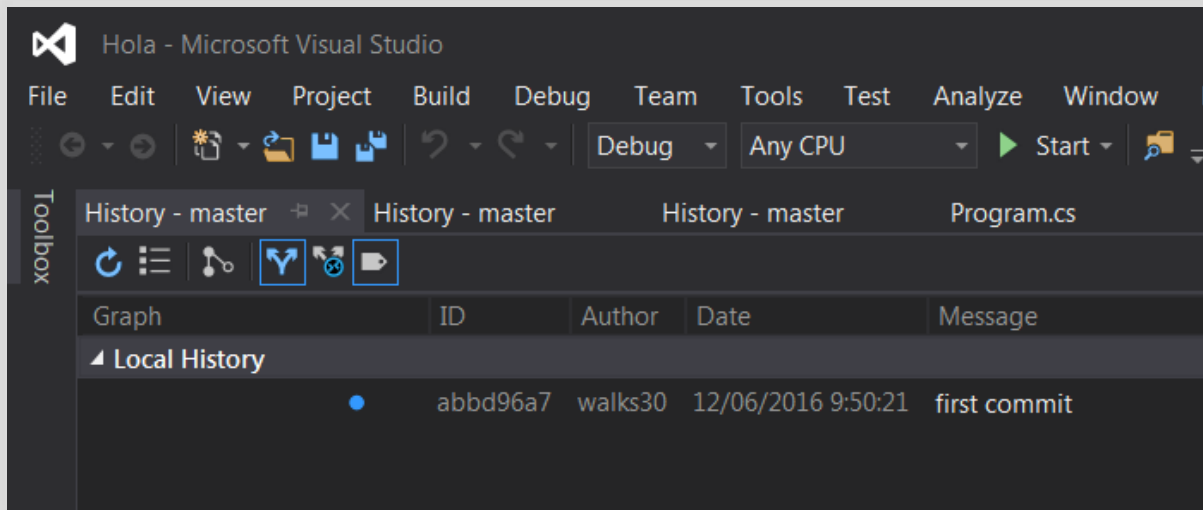 Hola - Microsoft Visual Studio
File Edit View Project Build Debug Team Tools Test Analyze Window
Debug Any CPU Start
Toolbox
History - master History - master History - master Program.cs
Graph ID Author Date Message
Local History
abbd96a7 walks30 12/06/2016 9:50:21 first commit